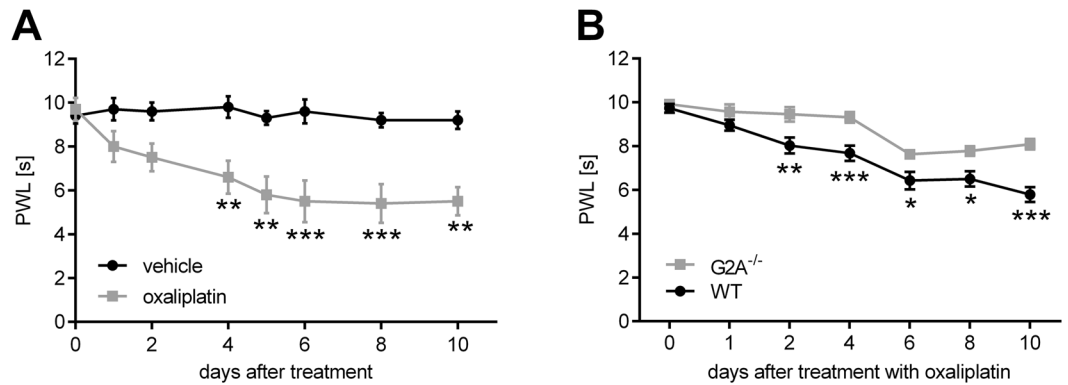 A
12
10
8
6
4
2
0
PWL [s]
** ** *** *** **
vehicle
oxaliplatin
0 2 4 6 8 10
days after treatment
B
12
10
8
6
4
2
0
PWL [s]
** *** * * ***
G2A-/-
WT
0 1 2 4 6 8 10
days after treatment with oxaliplatin